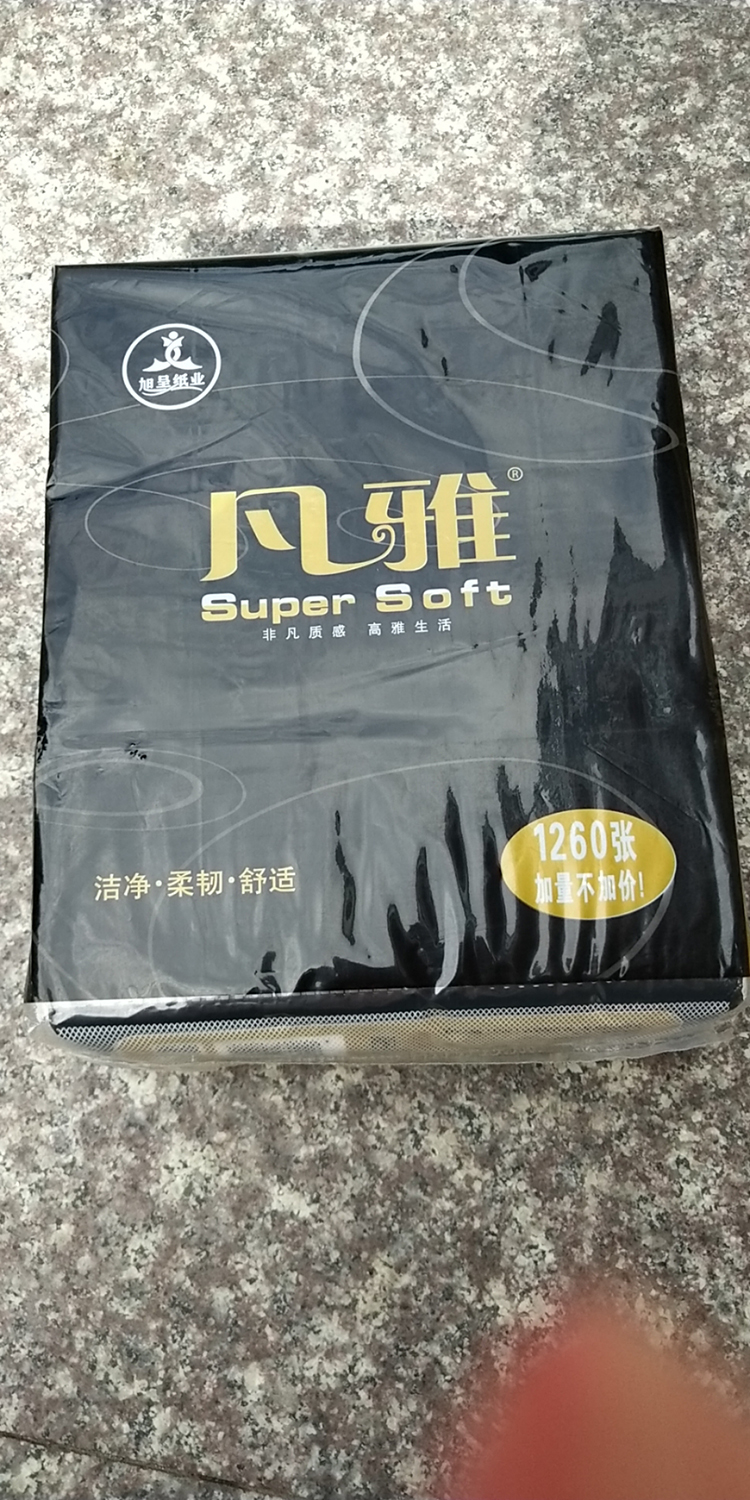 旭呈纸业
凡雅®
Super Soft
非凡质感 高雅生活
洁净·柔韧·舒适
1260张
加量不加价!